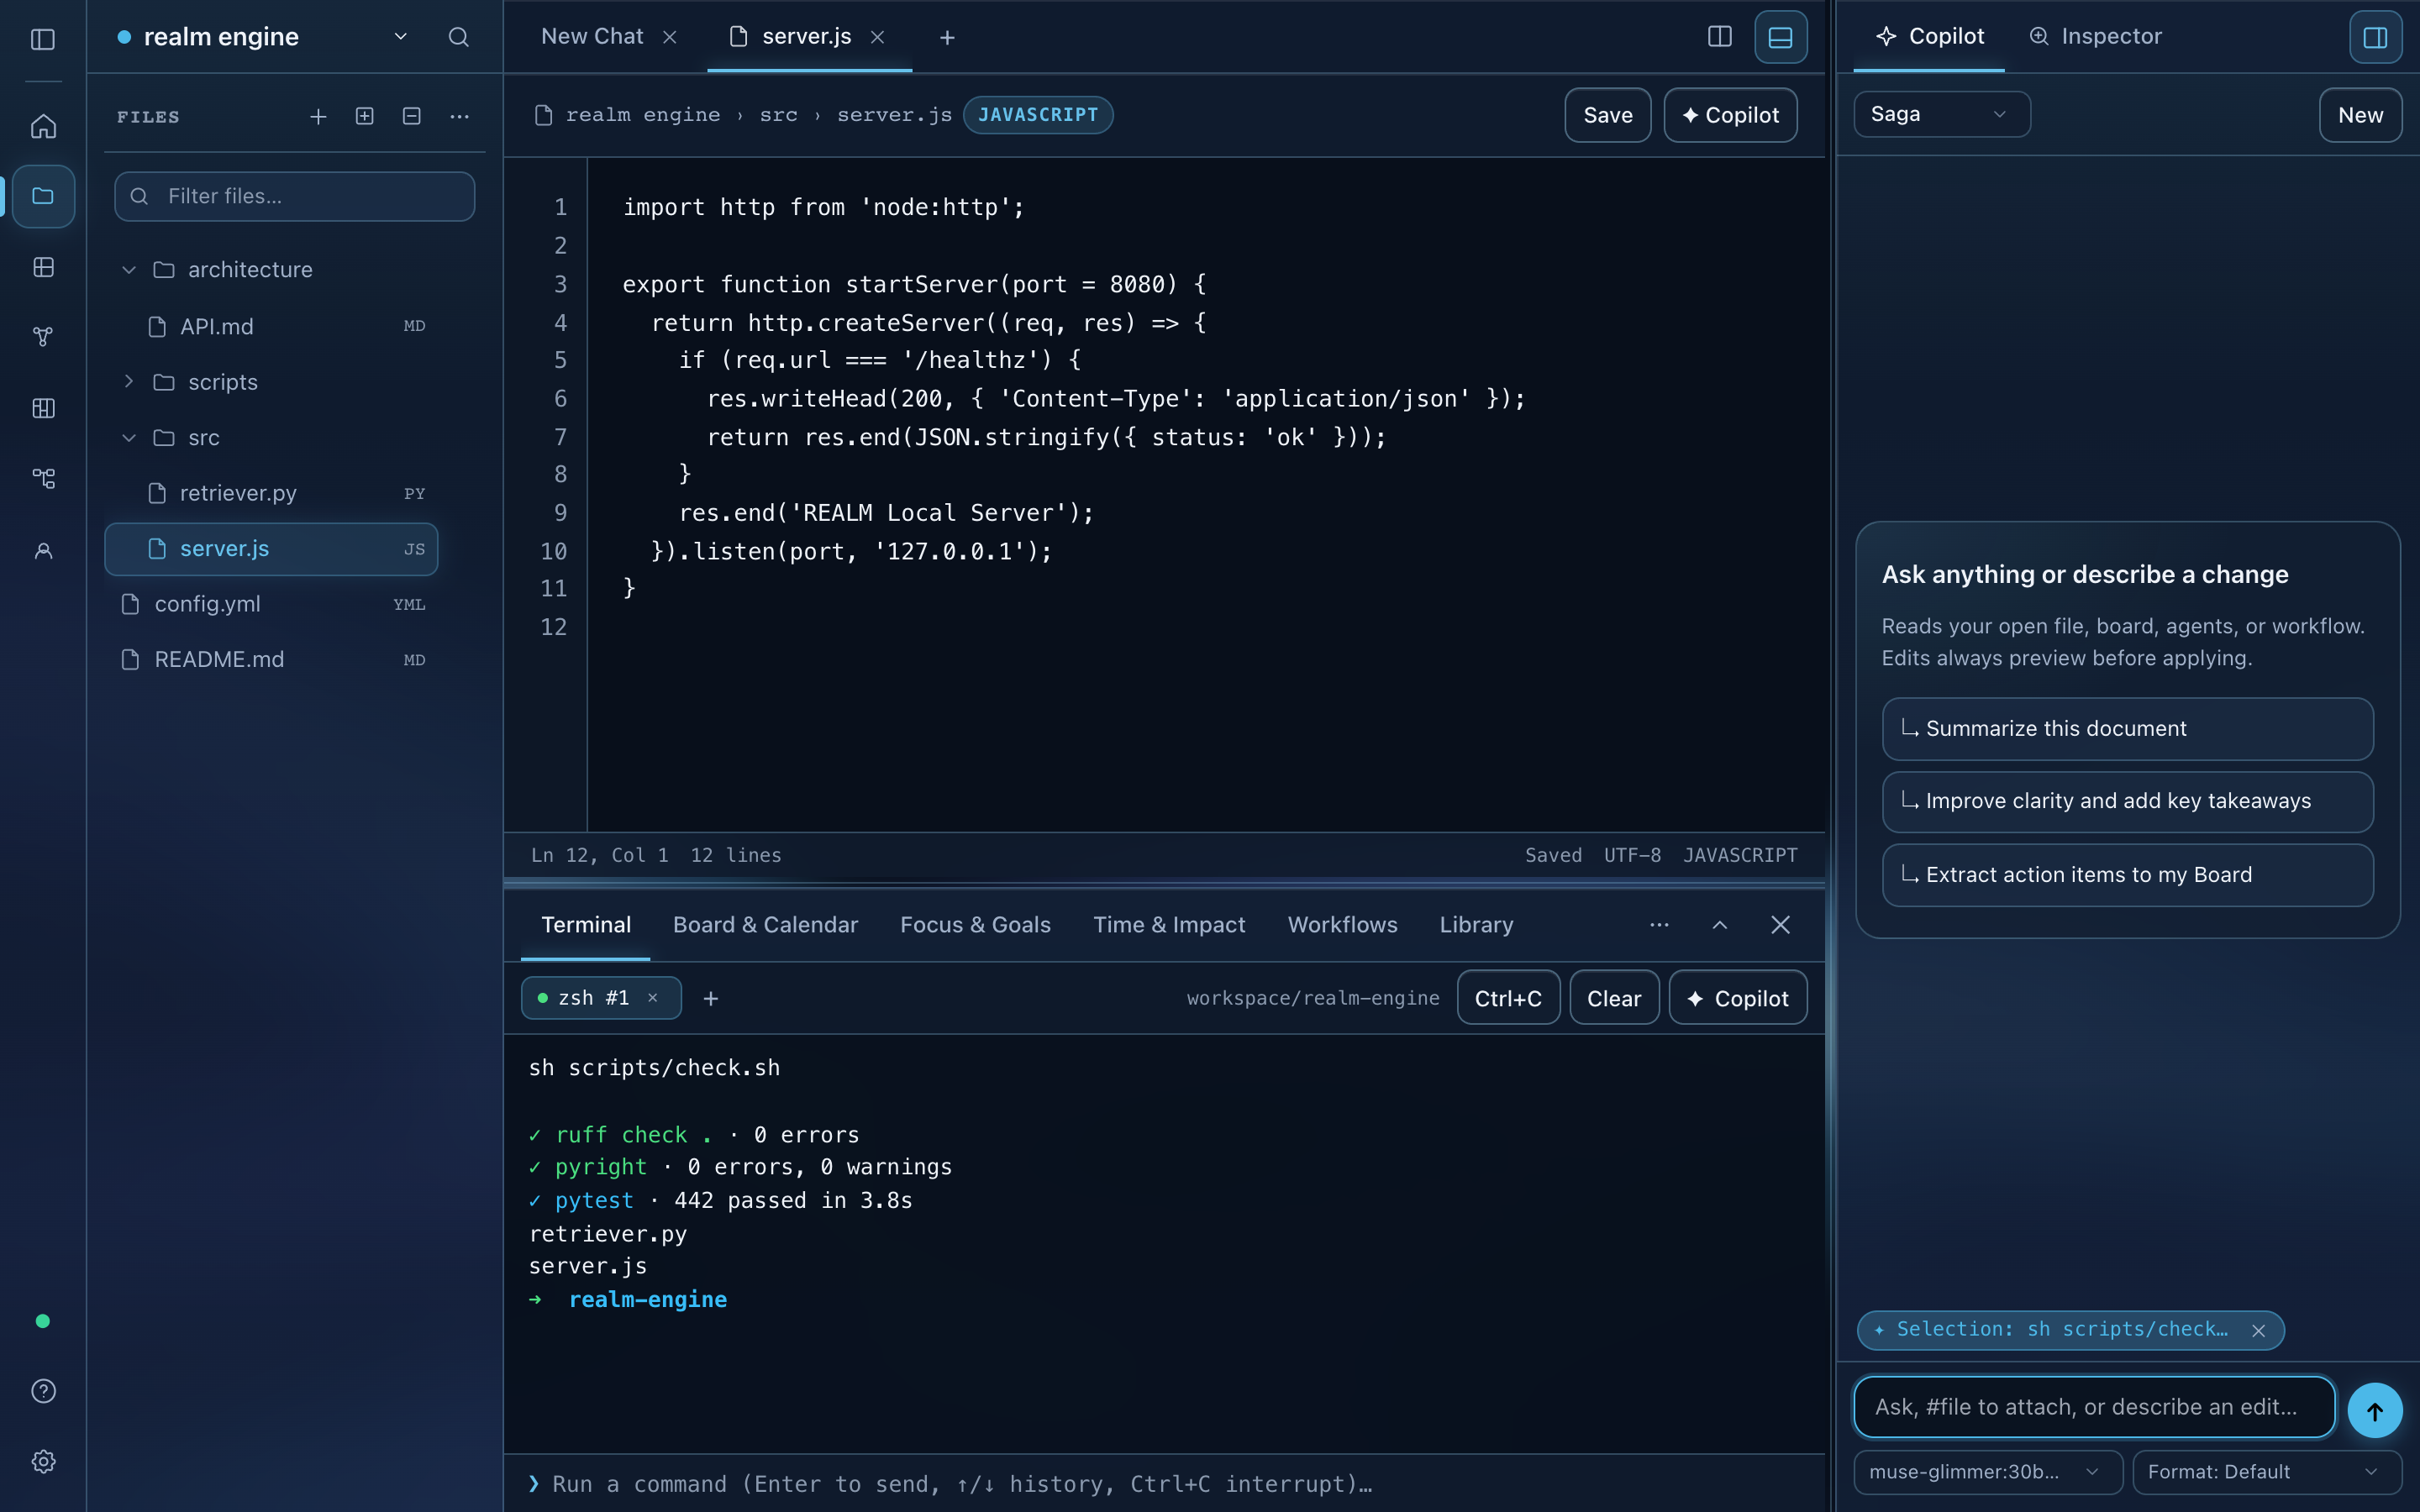 realm engine
FILES
Filter files...
architecture
API.md MD
scripts
src
retriever.py PY
server.js JS
config.yml YML
README.md MD
New Chat
server.js
realm engine › src › server.js JAVASCRIPT
Save
✦ Copilot
1 import http from 'node:http';
2
3 export function startServer(port = 8080) {
4   return http.createServer((req, res) => {
5     if (req.url === '/healthz') {
6       res.writeHead(200, { 'Content-Type': 'application/json' });
7       return res.end(JSON.stringify({ status: 'ok' }));
8     }
9     res.end('REALM Local Server');
10   }).listen(port, '127.0.0.1');
11 }
12
Ln 12, Col 1 12 lines
Saved UTF-8 JAVASCRIPT
Terminal Board & Calendar Focus & Goals Time & Impact Workflows Library
zsh #1 ×
workspace/realm-engine
Ctrl+C
Clear
✦ Copilot
sh scripts/check.sh
✓ ruff check . · 0 errors
✓ pyright · 0 errors, 0 warnings
✓ pytest · 442 passed in 3.8s
retriever.py
server.js
➜ realm-engine
❯ Run a command (Enter to send, ↑/↓ history, Ctrl+C interrupt)…
Copilot
Inspector
Saga
New
Ask anything or describe a change
Reads your open file, board, agents, or workflow.
Edits always preview before applying.
Summarize this document
Improve clarity and add key takeaways
Extract action items to my Board
✦ Selection: sh scripts/check…
Ask, #file to attach, or describe an edit...
muse-glimmer:30b...
Format: Default